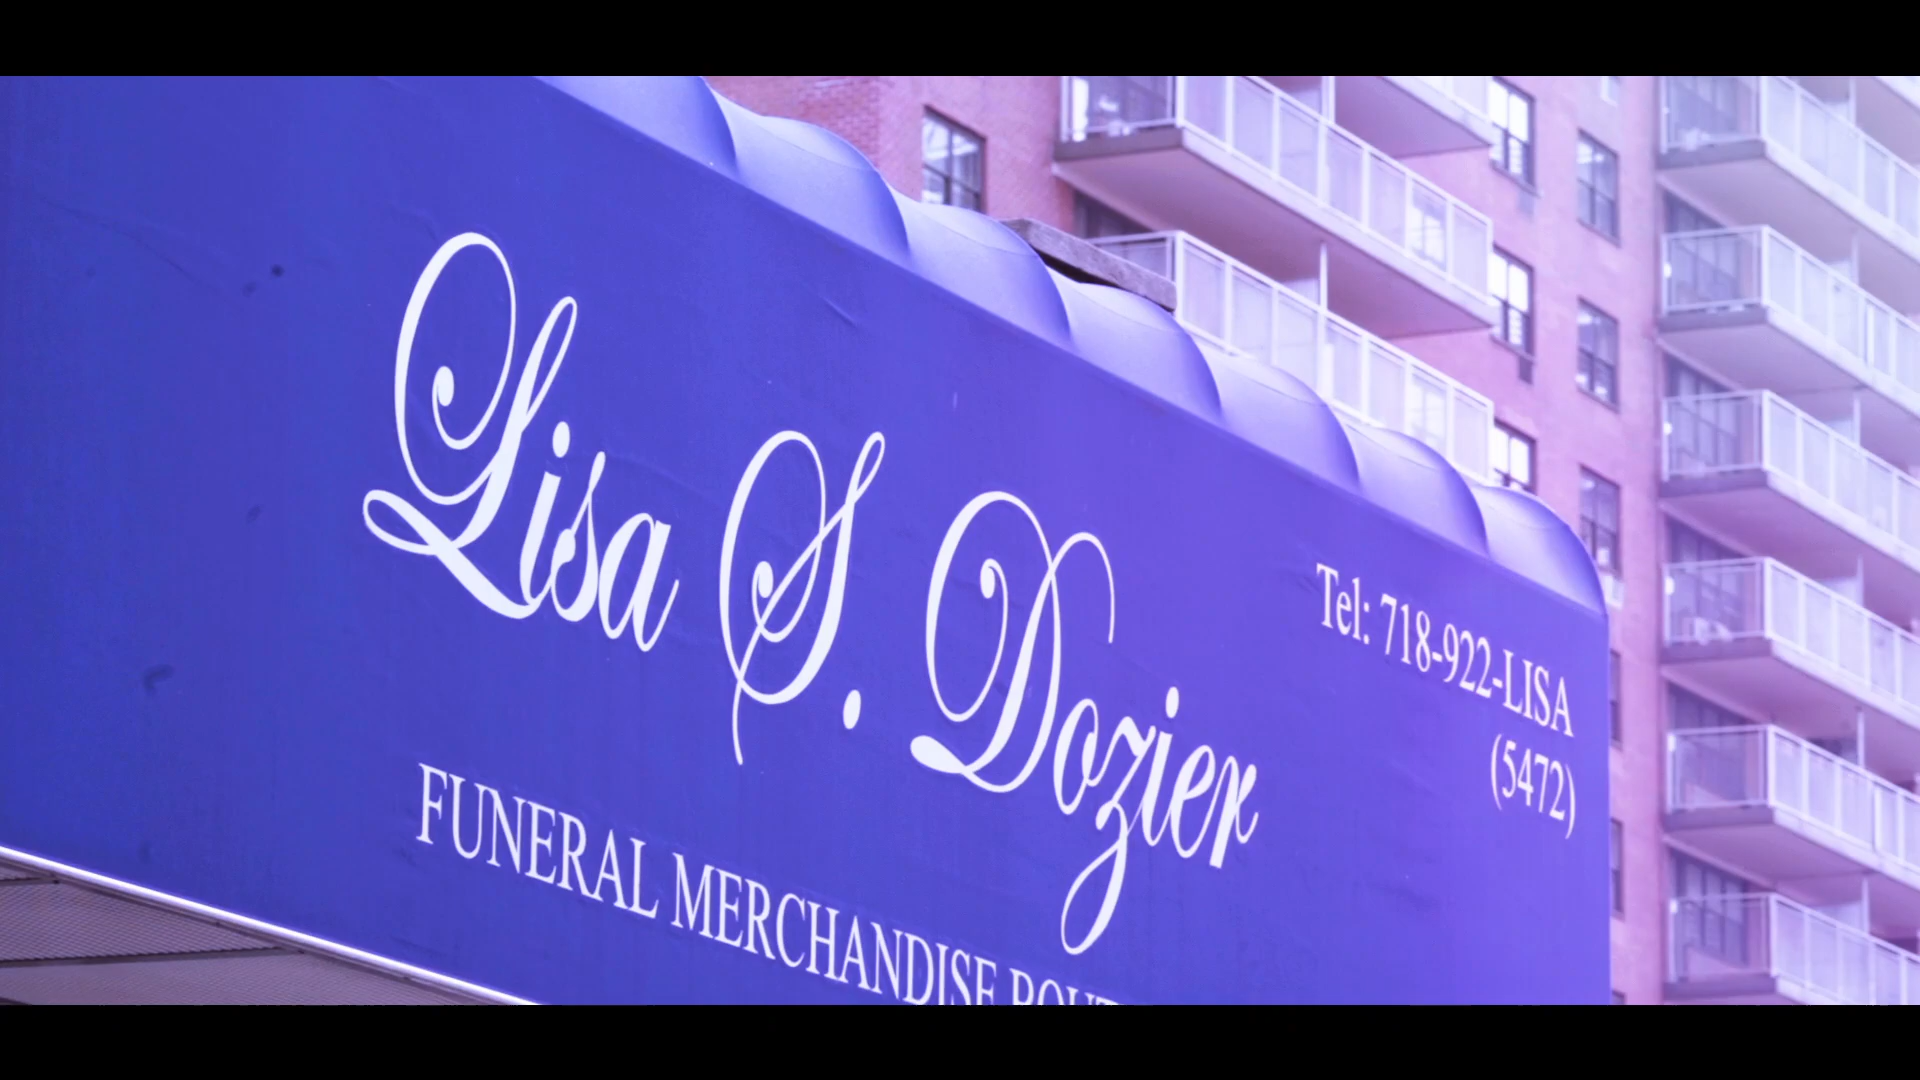 Lisa S. Dozier
Tel: 718-922-LISA
(5472)
FUNERAL MERCHANDISE